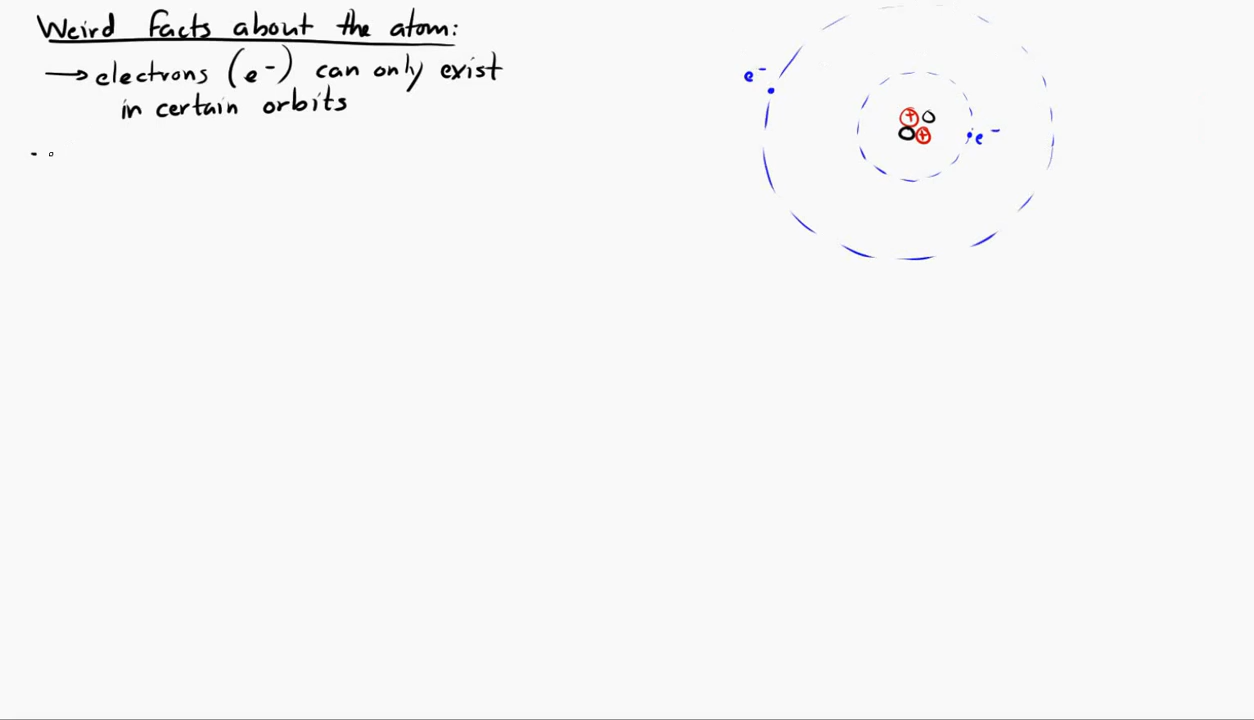 Weird facts about the atom:
→ electrons (e⁻) can only exist
in certain orbits
e⁻
+
+
e⁻